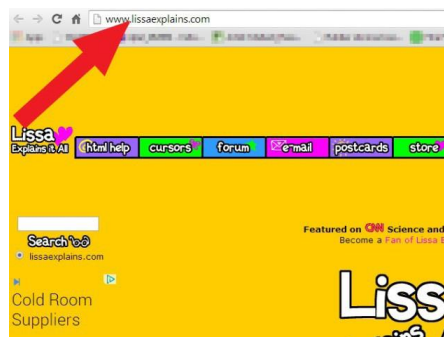 www.lissaexplains.com
Lissa
Explains it All
html help
cursors
forum
e-mail
postcards
store
Featured on CNN Science and
Become a Fan of Lissa
Search
lissaexplains.com
Cold Room
Suppliers
Liss